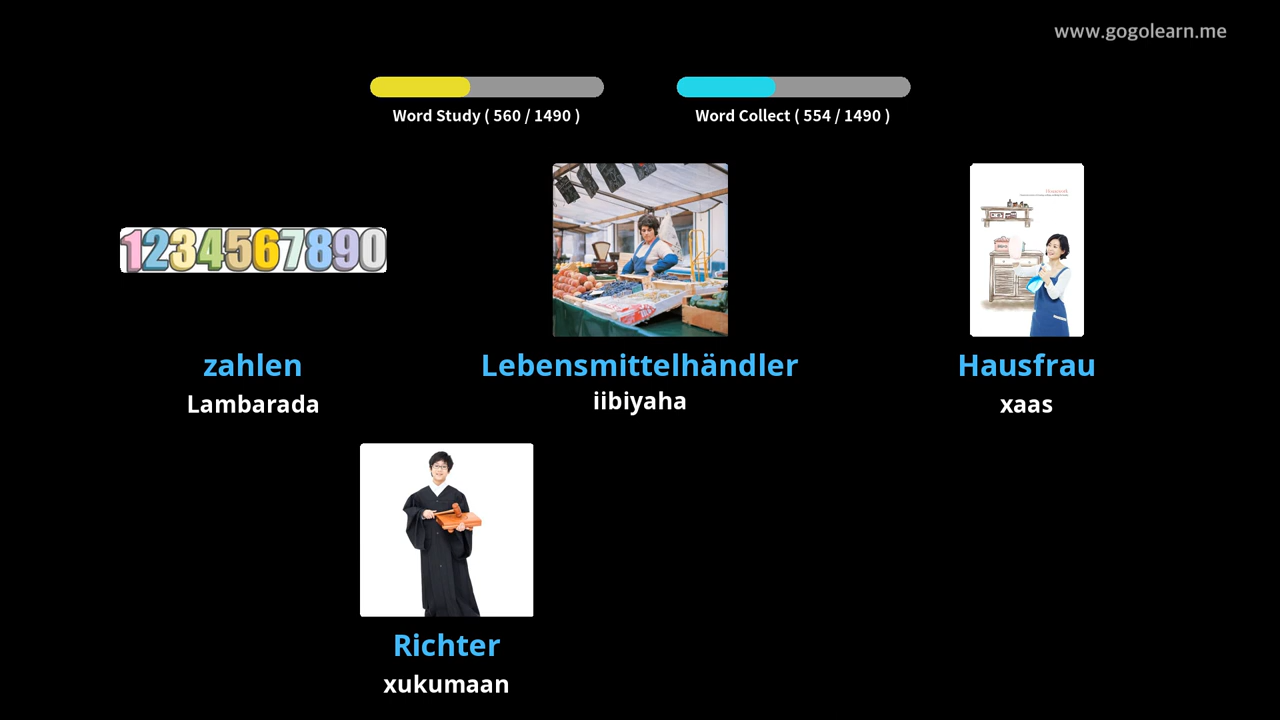 www.gogolearn.me
Word Study ( 560 / 1490 )
Word Collect ( 554 / 1490 )
1234567890
zahlen
Lambarada
Lebensmittelhändler
iibiyaha
Hausfrau
xaas
Richter
xukumaan